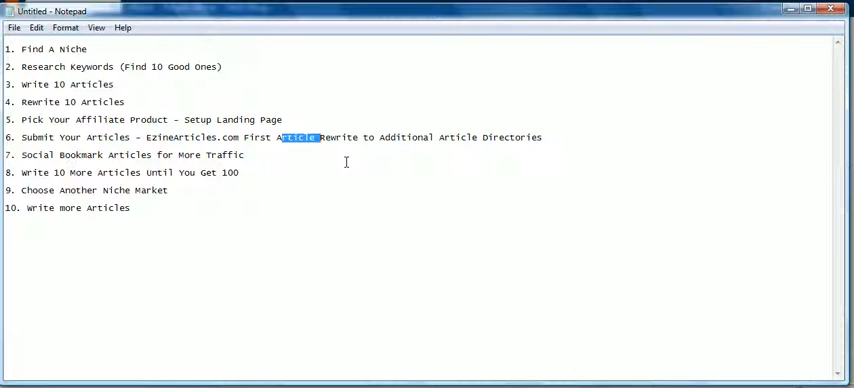 Untitled - Notepad
File Edit Format View Help
1. Find A Niche
2. Research Keywords (Find 10 Good Ones)
3. Write 10 Articles
4. Rewrite 10 Articles
5. Pick Your Affiliate Product - Setup Landing Page
6. Submit Your Articles - EzineArticles.com First Article Rewrite to Additional Article Directories
7. Social Bookmark Articles for More Traffic
8. Write 10 More Articles Until You Get 100
9. Choose Another Niche Market
10. Write more Articles